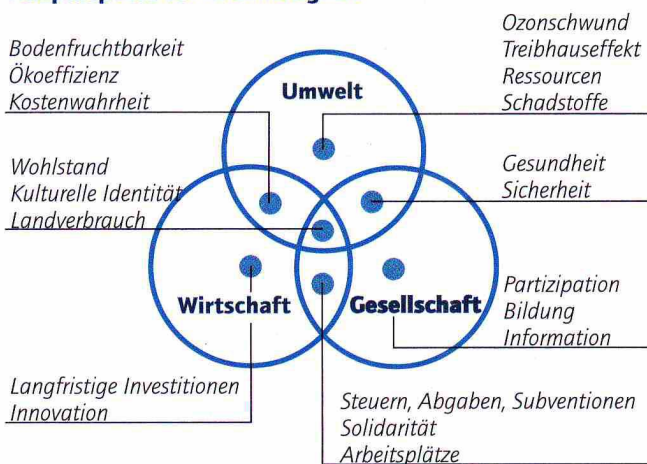 Bodenfruchtbarkeit
Ökoeffizienz
Kostenwahrheit
Ozonschwund
Treibhauseffekt
Ressourcen
Schadstoffe
Umwelt
Wohlstand
Kulturelle Identität
Landverbrauch
Gesundheit
Sicherheit
Wirtschaft
Gesellschaft
Partizipation
Bildung
Information
Langfristige Investitionen
Innovation
Steuern, Abgaben, Subventionen
Solidarität
Arbeitsplätze